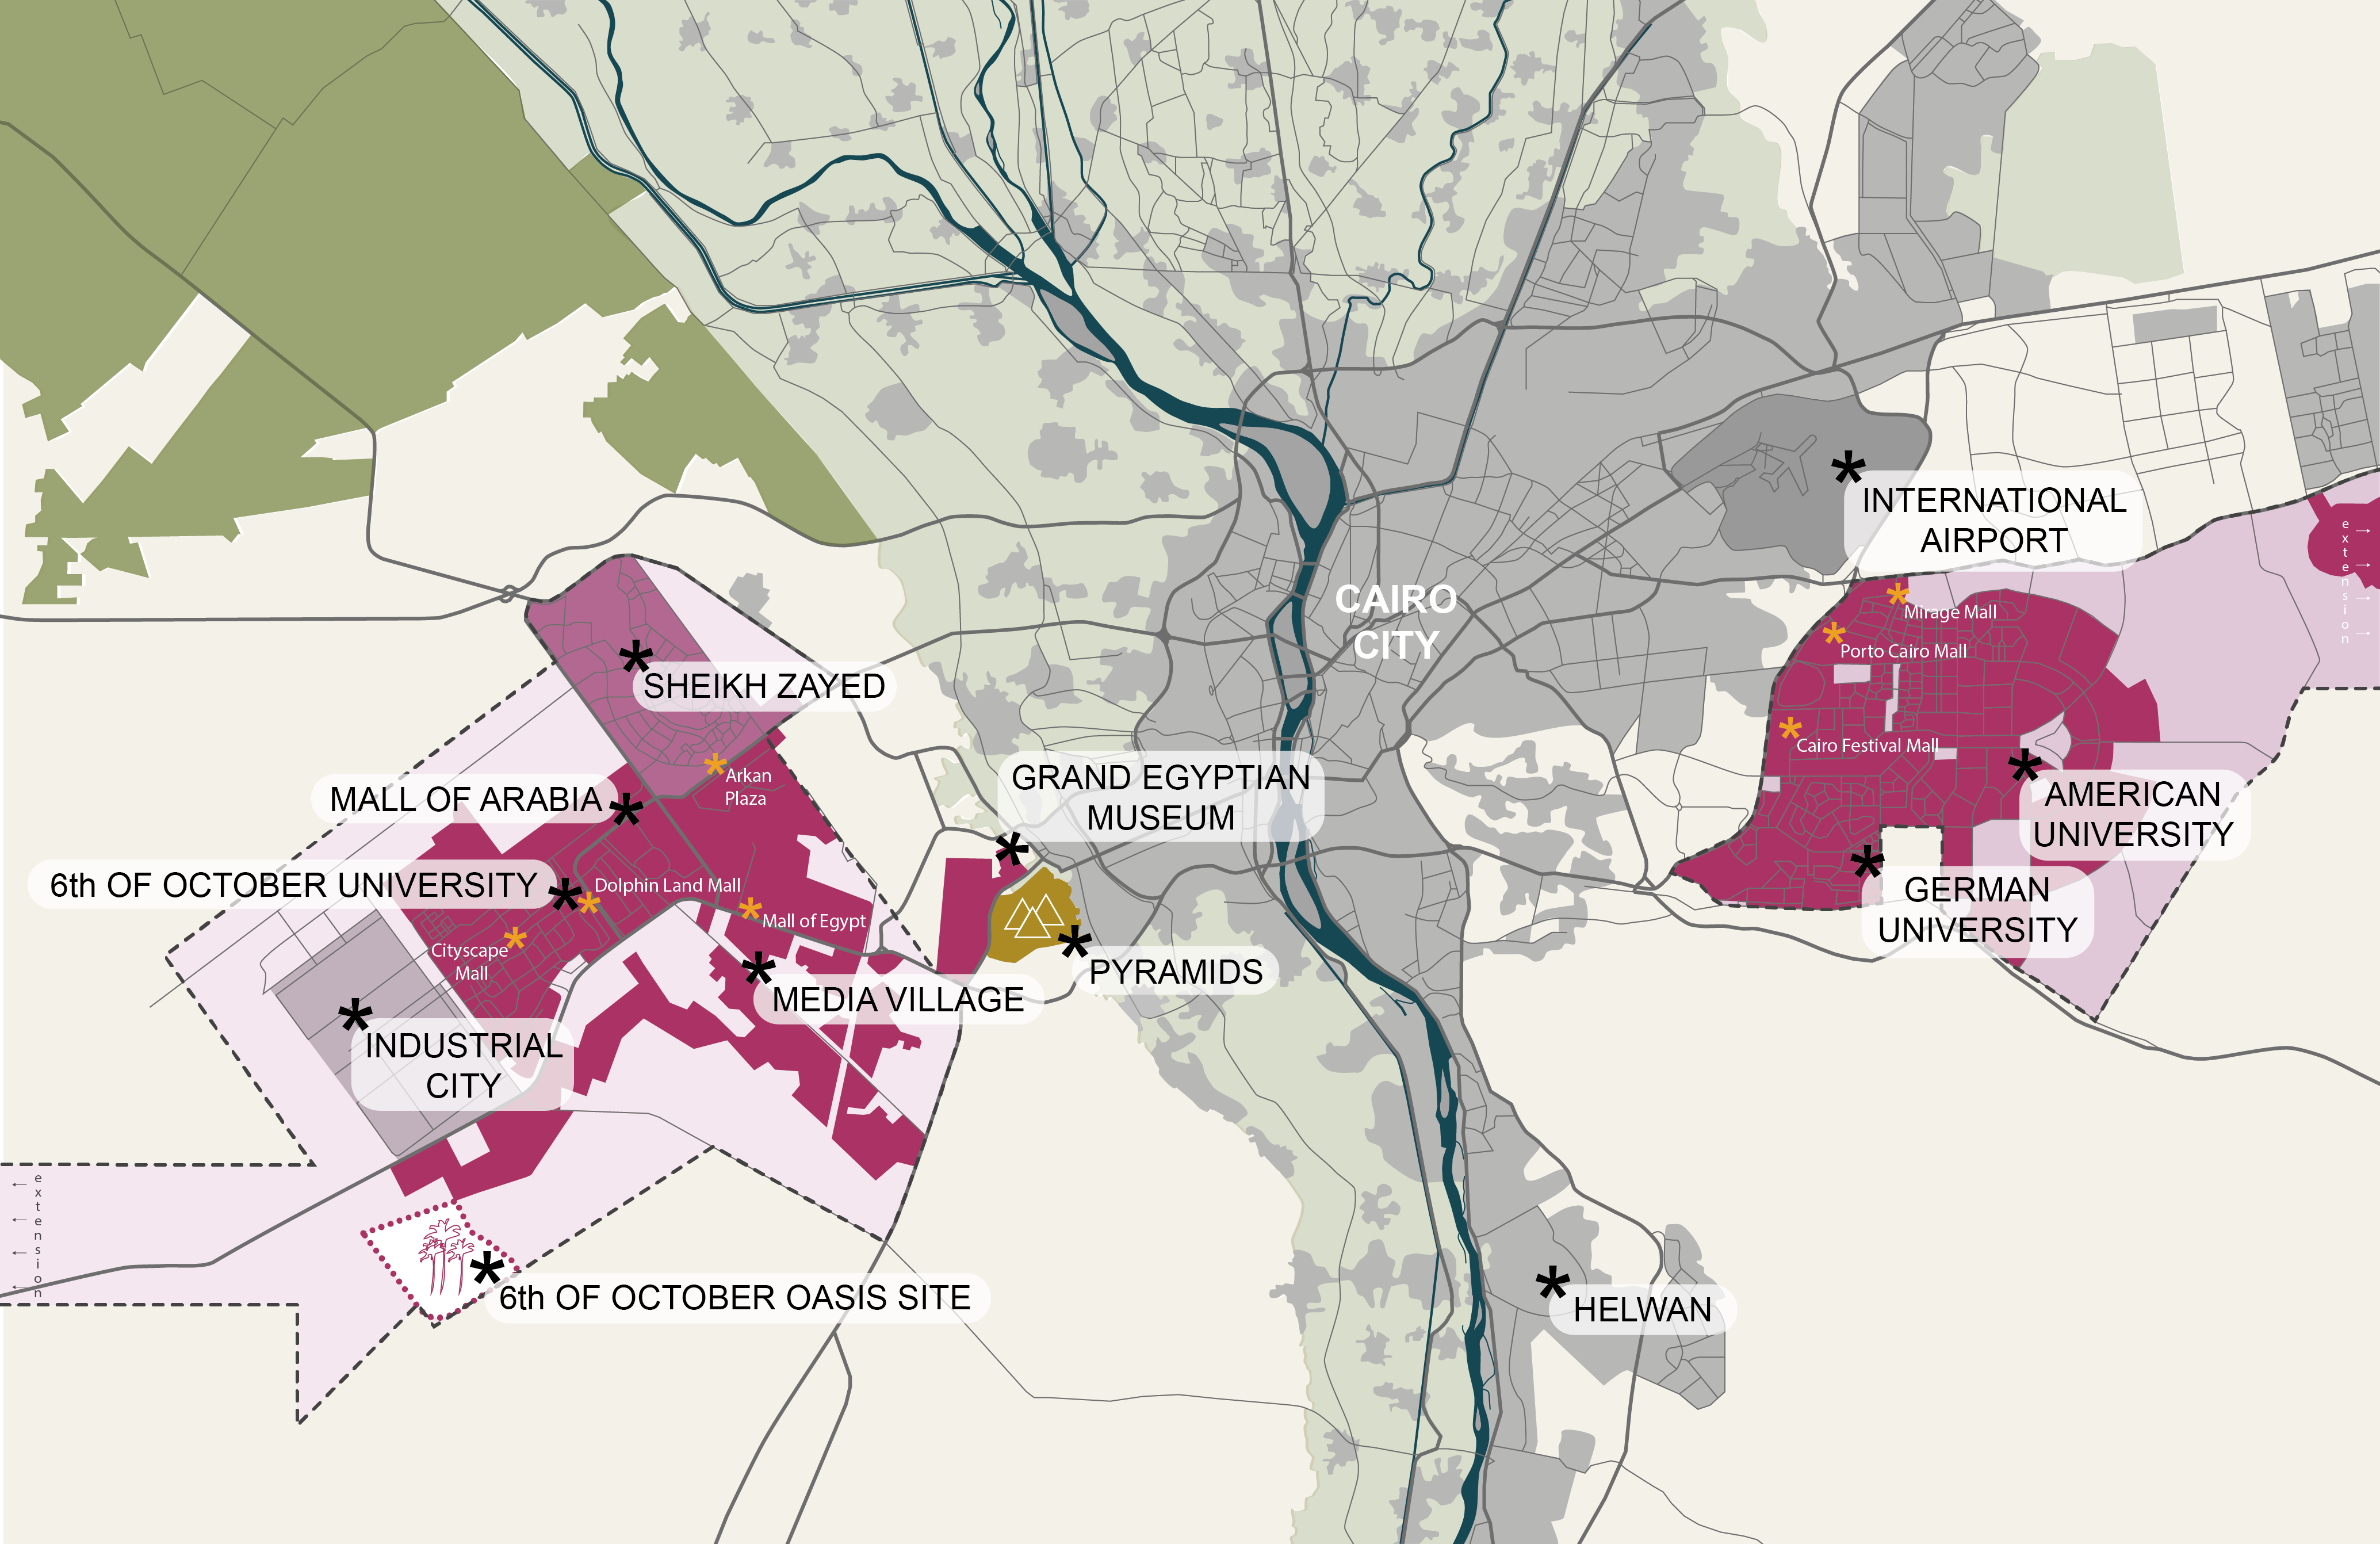 INTERNATIONAL
AIRPORT
extension
CAIRO
CITY
Mirage Mall
Porto Cairo Mall
SHEIKH ZAYED
Cairo Festival Mall
Arkan
Plaza
MALL OF ARABIA
GRAND EGYPTIAN
MUSEUM
AMERICAN
UNIVERSITY
6th OF OCTOBER UNIVERSITY
Dolphin Land Mall
Mall of Egypt
GERMAN
UNIVERSITY
Cityscape
Mall
PYRAMIDS
MEDIA VILLAGE
INDUSTRIAL
CITY
extension
6th OF OCTOBER OASIS SITE
HELWAN